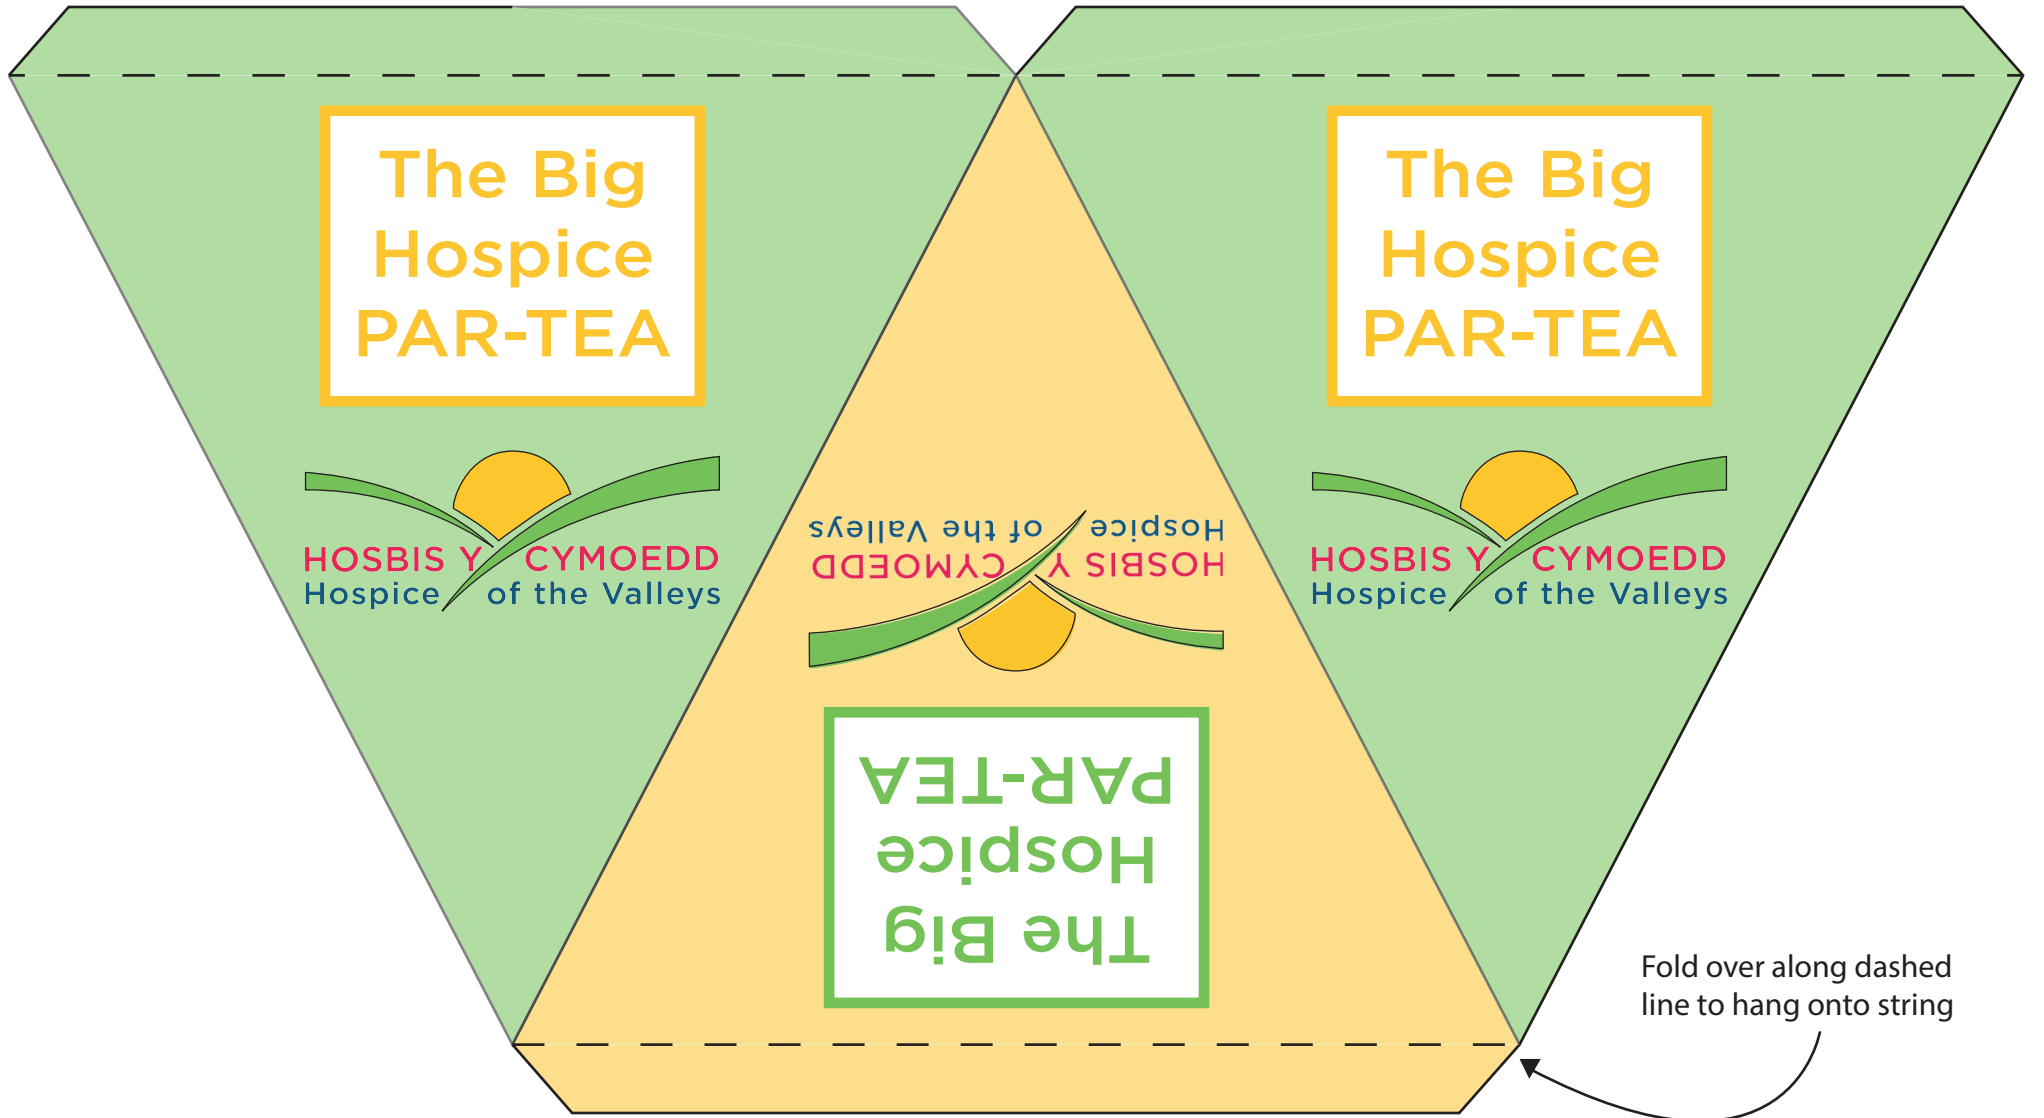 The Big
Hospice
PAR-TEA
HOSBIS Y CYMOEDD
Hospice of the Valleys
The Big
Hospice
PAR-TEA
HOSBIS Y CYMOEDD
Hospice of the Valleys
The Big
Hospice
PAR-TEA
HOSBIS Y CYMOEDD
Hospice of the Valleys
Fold over along dashed
line to hang onto string